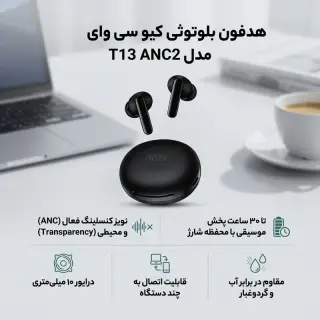 هدفون بلوتوثی کیو سی وای
مدل T13 ANC2
تا ۳۰ ساعت پخش
موسیقی با محفظه شارژ
نویز کنسلینگ فعال (ANC)
و محیطی (Transparency)
مقاوم در برابر آب
و گردوغبار
قابلیت اتصال به
چند دستگاه
درایور ۱۰ میلی‌متری